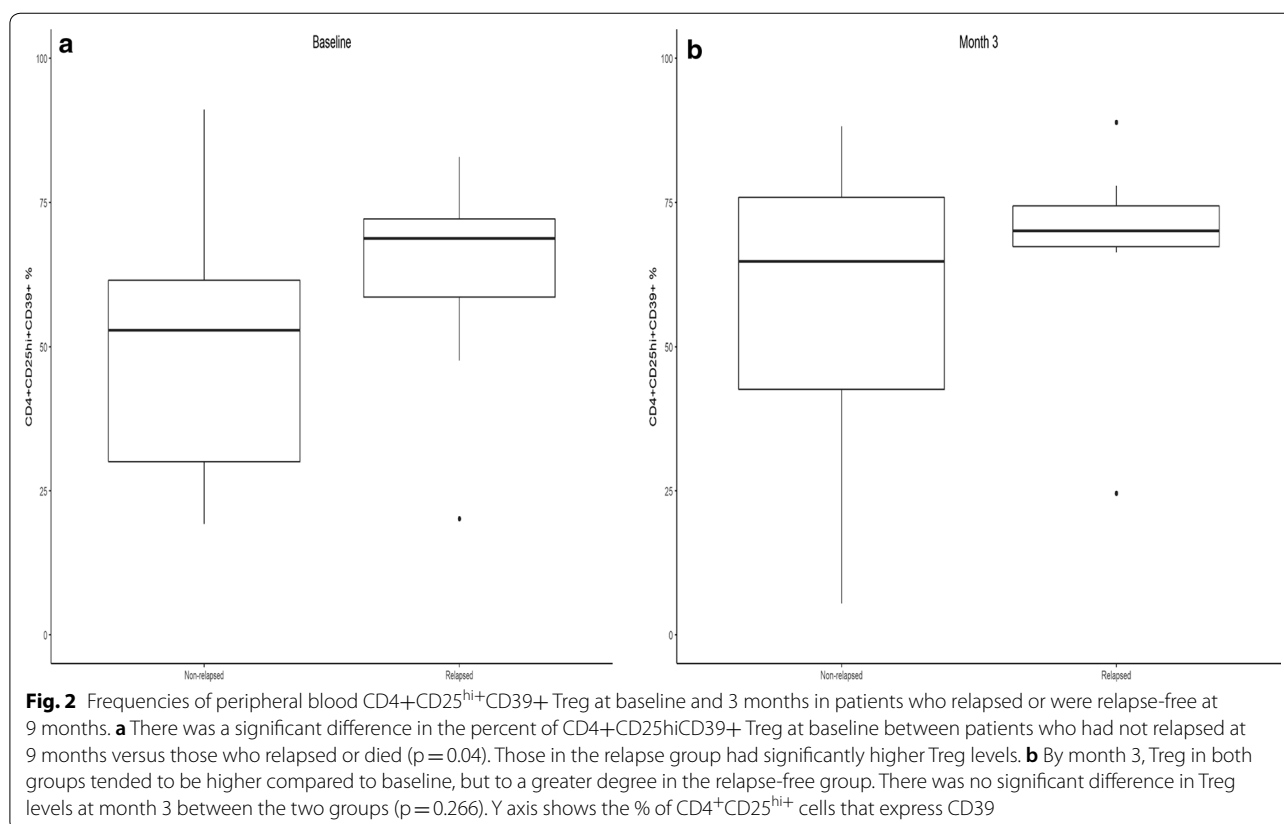 a
Baseline
100
75
50
25
0
CD4+CD25hi+CD39+ %
Non-relapsed
Relapsed
b
Month 3
100
75
50
25
0
CD4+CD25hi+CD39+ %
Non-relapsed
Relapsed
Fig. 2 Frequencies of peripheral blood CD4+CD25hi+CD39+ Treg at baseline and 3 months in patients who relapsed or were relapse-free at
9 months. a There was a significant difference in the percent of CD4+CD25hiCD39+ Treg at baseline between patients who had not relapsed at
9 months versus those who relapsed or died (p = 0.04). Those in the relapse group had significantly higher Treg levels. b By month 3, Treg in both
groups tended to be higher compared to baseline, but to a greater degree in the relapse-free group. There was no significant difference in Treg
levels at month 3 between the two groups (p = 0.266). Y axis shows the % of CD4+CD25hi+ cells that express CD39